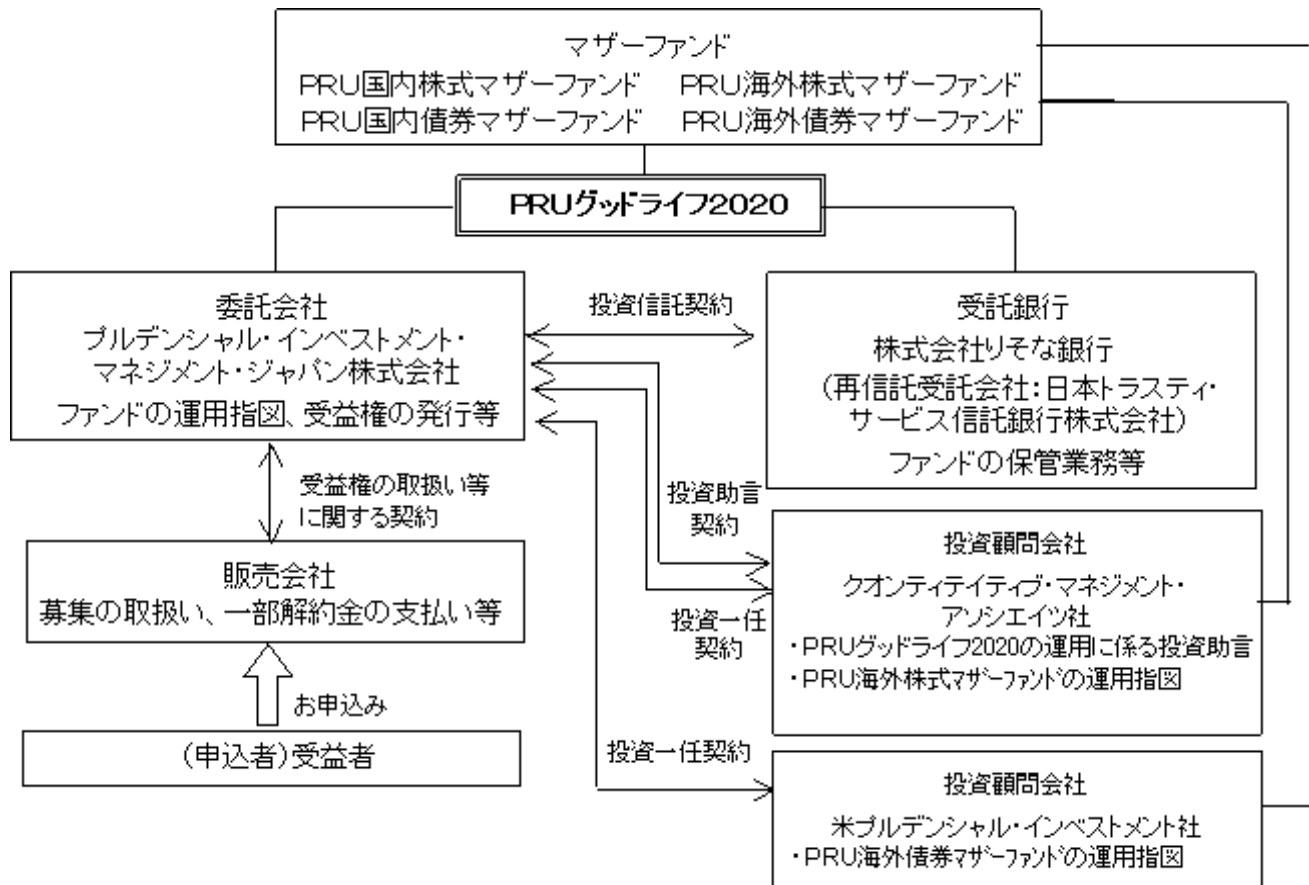 マザーファンド
PRU国内株式マザーファンド　PRU海外株式マザーファンド
PRU国内債券マザーファンド　PRU海外債券マザーファンド
PRUグッドライフ2020
委託会社
プルデンシャル・インベストメント・
マネジメント・ジャパン株式会社
ファンドの運用指図、受益権の発行等
投資信託契約
受託銀行
株式会社りそな銀行
(再信託受託会社：日本トラスティ・
サービス信託銀行株式会社)
ファンドの保管業務等
受益権の取扱い等
に関する契約
投資助言
契約
投資一任
契約
投資顧問会社
クオンティテイティブ・マネジメント・
アソシエイツ社
・PRUグッドライフ2020の運用に係る投資助言
・PRU海外株式マザーファンドの運用指図
販売会社
募集の取扱い、一部解約金の支払い等
お申込み
(申込者)受益者
投資一任契約
投資顧問会社
米プルデンシャル・インベストメント社
・PRU海外債券マザーファンドの運用指図